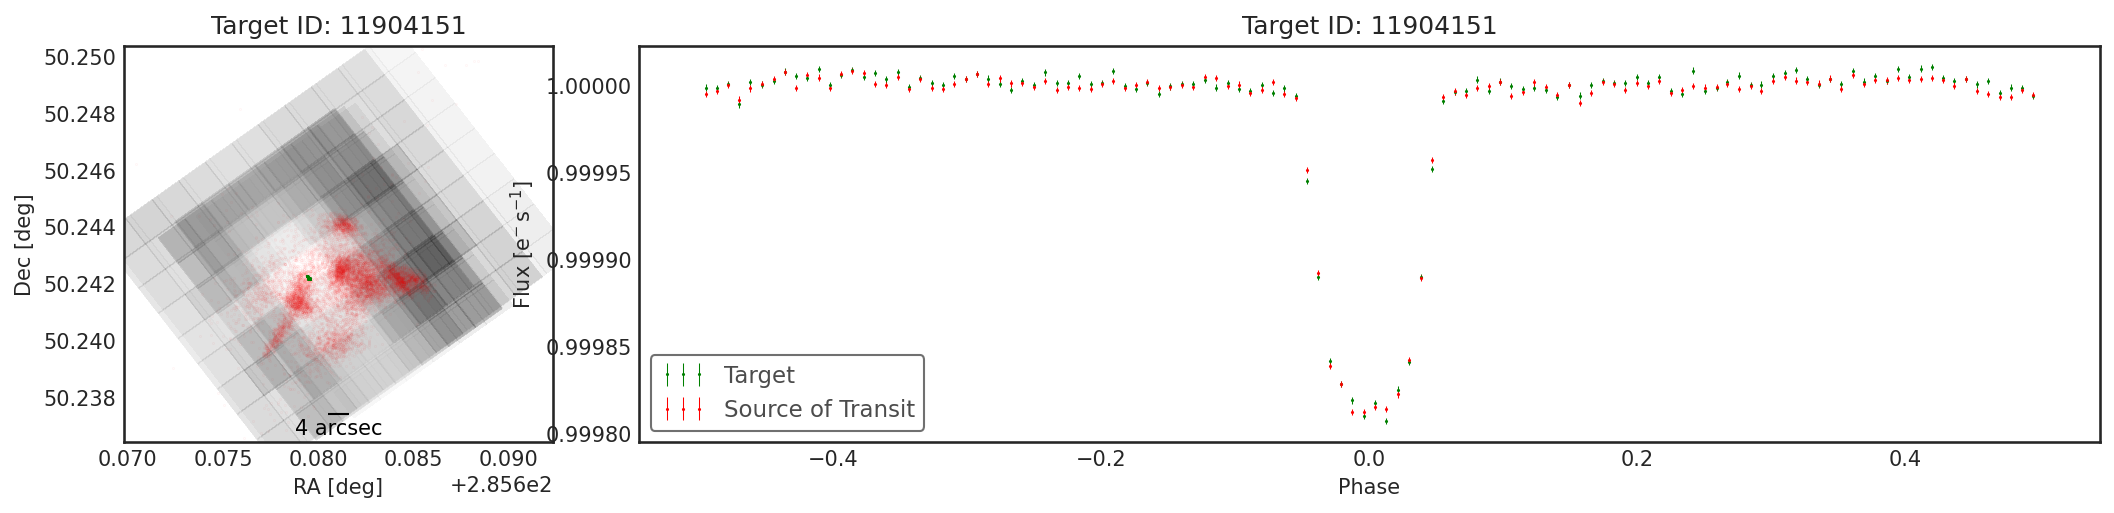 Target ID: 11904151
50.250
50.248
50.246
50.244
50.242
50.240
50.238
Dec [deg]
4 arcsec
0.070 0.075 0.080 0.085 0.090
RA [deg]
+2.856e2
Target ID: 11904151
1.00000
0.99995
0.99990
0.99985
0.99980
Flux [e⁻ s⁻¹]
Target
Source of Transit
−0.4 −0.2 0.0 0.2 0.4
Phase